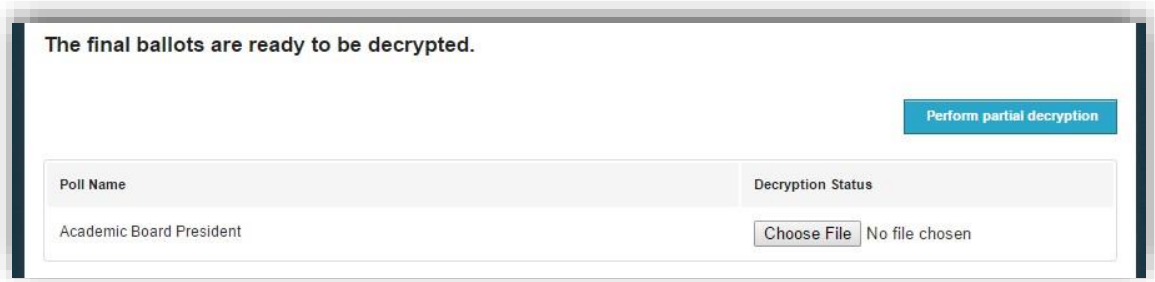 The final ballots are ready to be decrypted.
Perform partial decryption
Poll Name Decryption Status
Academic Board President Choose File No file chosen